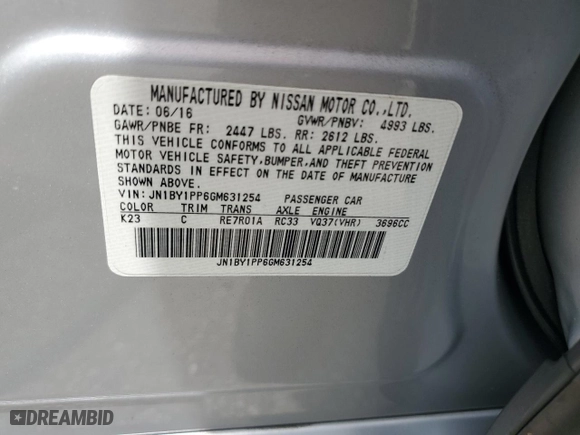 MANUFACTURED BY NISSAN MOTOR CO.,LTD.
DATE: 06/16 GVWR/PNBV: 4993 LBS.
GAWR/PNBE FR: 2447 LBS. RR: 2612 LBS.
THIS VEHICLE CONFORMS TO ALL APPLICABLE FEDERAL
MOTOR VEHICLE SAFETY,BUMPER,AND THEFT PREVENTION
STANDARDS IN EFFECT ON THE DATE OF MANUFACTURE
SHOWN ABOVE.
VIN: JN1BY1PP6GM631254 PASSENGER CAR
COLOR TRIM TRANS AXLE ENGINE
K23 C RE7R01A RC33 VQ37(VHR) 3696CC
JN1BY1PP6GM631254
DREAMBID